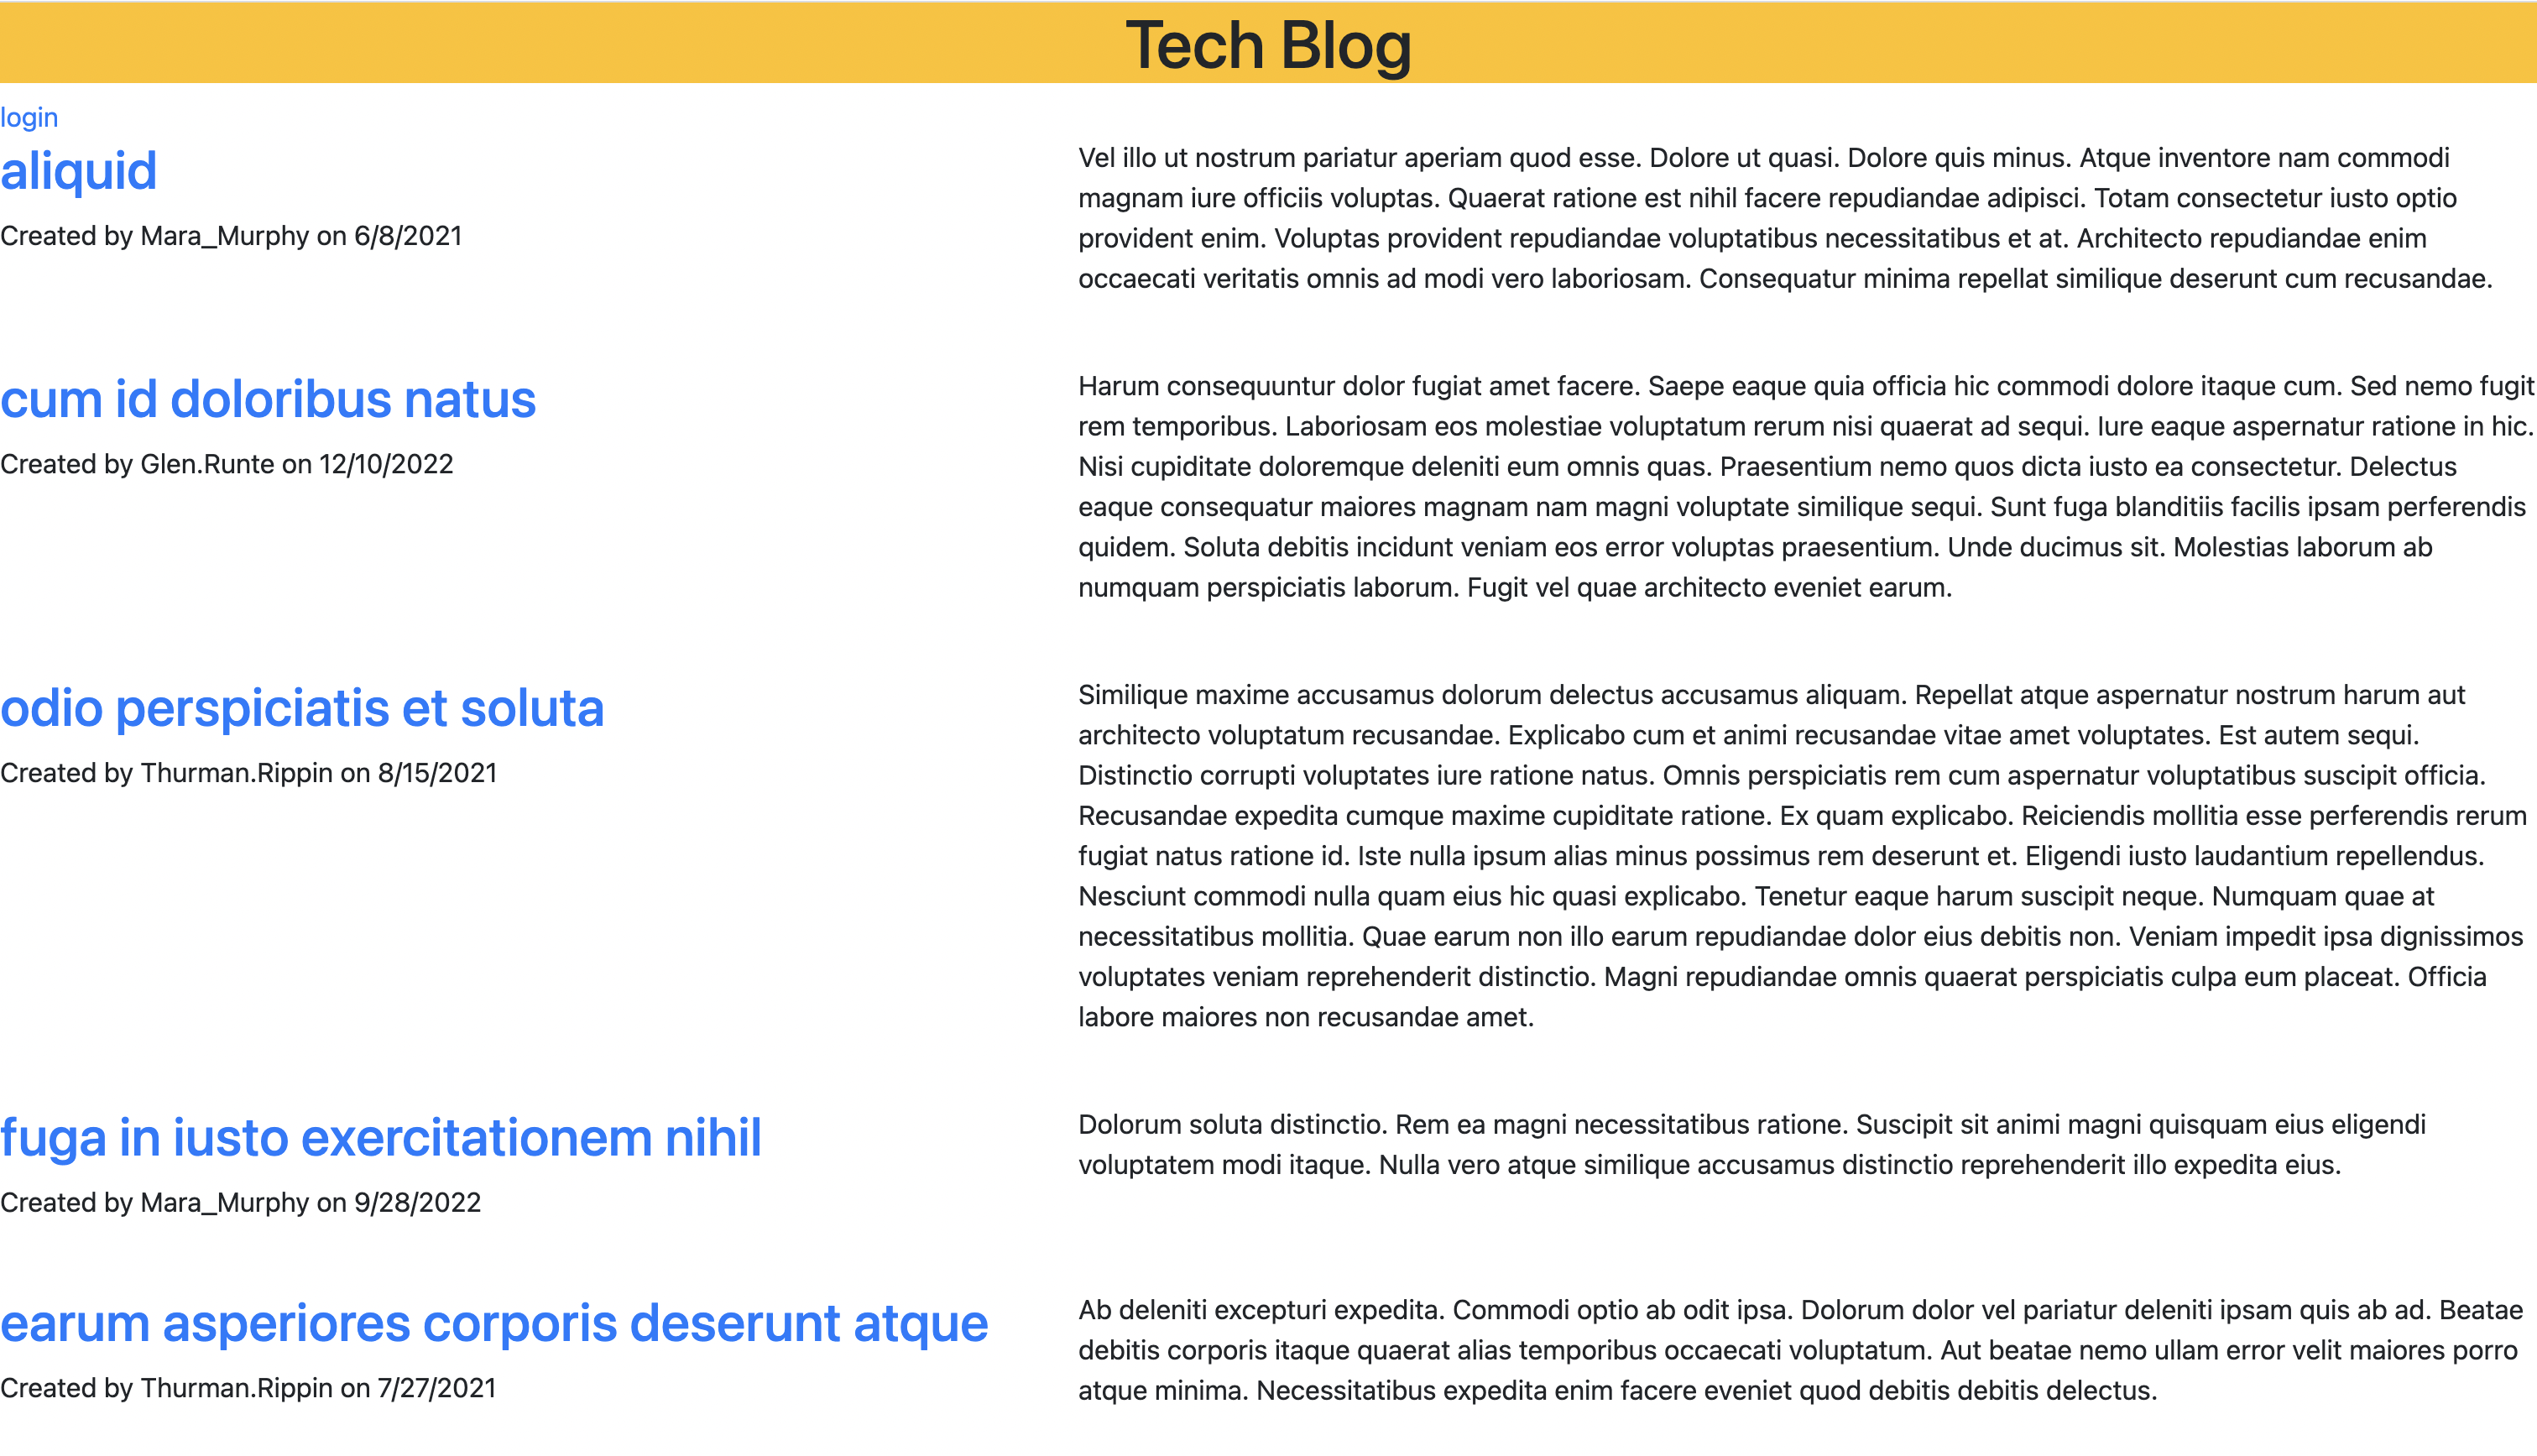 Tech Blog
login
aliquid
Created by Mara_Murphy on 6/8/2021
Vel illo ut nostrum pariatur aperiam quod esse. Dolore ut quasi. Dolore quis minus. Atque inventore nam commodi
magnam iure officiis voluptas. Quaerat ratione est nihil facere repudiandae adipisci. Totam consectetur iusto optio
provident enim. Voluptas provident repudiandae voluptatibus necessitatibus et at. Architecto repudiandae enim
occaecati veritatis omnis ad modi vero laboriosam. Consequatur minima repellat similique deserunt cum recusandae.
cum id doloribus natus
Created by Glen.Runte on 12/10/2022
Harum consequuntur dolor fugiat amet facere. Saepe eaque quia officia hic commodi dolore itaque cum. Sed nemo fugit
rem temporibus. Laboriosam eos molestiae voluptatum rerum nisi quaerat ad sequi. Iure eaque aspernatur ratione in hic.
Nisi cupiditate doloremque deleniti eum omnis quas. Praesentium nemo quos dicta iusto ea consectetur. Delectus
eaque consequatur maiores magnam nam magni voluptate similique sequi. Sunt fuga blanditiis facilis ipsam perferendis
quidem. Soluta debitis incidunt veniam eos error voluptas praesentium. Unde ducimus sit. Molestias laborum ab
numquam perspiciatis laborum. Fugit vel quae architecto eveniet earum.
odio perspiciatis et soluta
Created by Thurman.Rippin on 8/15/2021
Similique maxime accusamus dolorum delectus accusamus aliquam. Repellat atque aspernatur nostrum harum aut
architecto voluptatum recusandae. Explicabo cum et animi recusandae vitae amet voluptates. Est autem sequi.
Distinctio corrupti voluptates iure ratione natus. Omnis perspiciatis rem cum aspernatur voluptatibus suscipit officia.
Recusandae expedita cumque maxime cupiditate ratione. Ex quam explicabo. Reiciendis mollitia esse perferendis rerum
fugiat natus ratione id. Iste nulla ipsum alias minus possimus rem deserunt et. Eligendi iusto laudantium repellendus.
Nesciunt commodi nulla quam eius hic quasi explicabo. Tenetur eaque harum suscipit neque. Numquam quae at
necessitatibus mollitia. Quae earum non illo earum repudiandae dolor eius debitis non. Veniam impedit ipsa dignissimos
voluptates veniam reprehenderit distinctio. Magni repudiandae omnis quaerat perspiciatis culpa eum placeat. Officia
labore maiores non recusandae amet.
fuga in iusto exercitationem nihil
Created by Mara_Murphy on 9/28/2022
Dolorum soluta distinctio. Rem ea magni necessitatibus ratione. Suscipit sit animi magni quisquam eius eligendi
voluptatem modi itaque. Nulla vero atque similique accusamus distinctio reprehenderit illo expedita eius.
earum asperiores corporis deserunt atque
Created by Thurman.Rippin on 7/27/2021
Ab deleniti excepturi expedita. Commodi optio ab odit ipsa. Dolorum dolor vel pariatur deleniti ipsam quis ab ad. Beatae
debitis corporis itaque quaerat alias temporibus occaecati voluptatum. Aut beatae nemo ullam error velit maiores porro
atque minima. Necessitatibus expedita enim facere eveniet quod debitis debitis delectus.